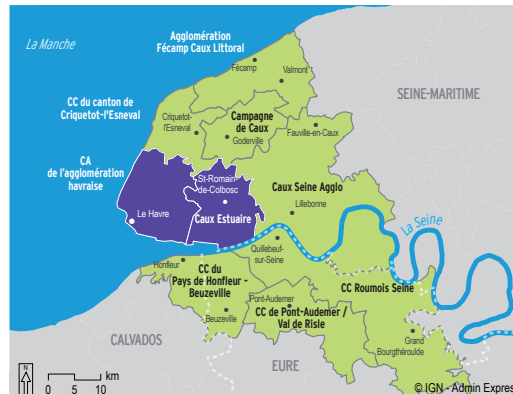 La Manche
Agglomération
Fécamp Caux Littoral
Fécamp
Valmont
SEINE-MARITIME
CC du canton de
Criquetot-l'Esneval
Criquetot-
l'Esneval
Campagne
de Caux
Goderville
Fauville-en-Caux
CA
de l'agglomération
havraise
St-Romain-
de-Colbosc
Caux Seine Agglo
Lillebonne
Le Havre
Caux Estuaire
La Seine
Quillebeuf-
sur-Seine
Honfleur
CC du
Pays de Honfleur -
Beuzeville
CC Roumois Seine
Pont-Audemer
CC de Pont-Audemer /
Val de Risle
Beuzeville
CALVADOS
EURE
Grand
Bourgthéroulde
N
km
0 5 10
© IGN - Admin Expres